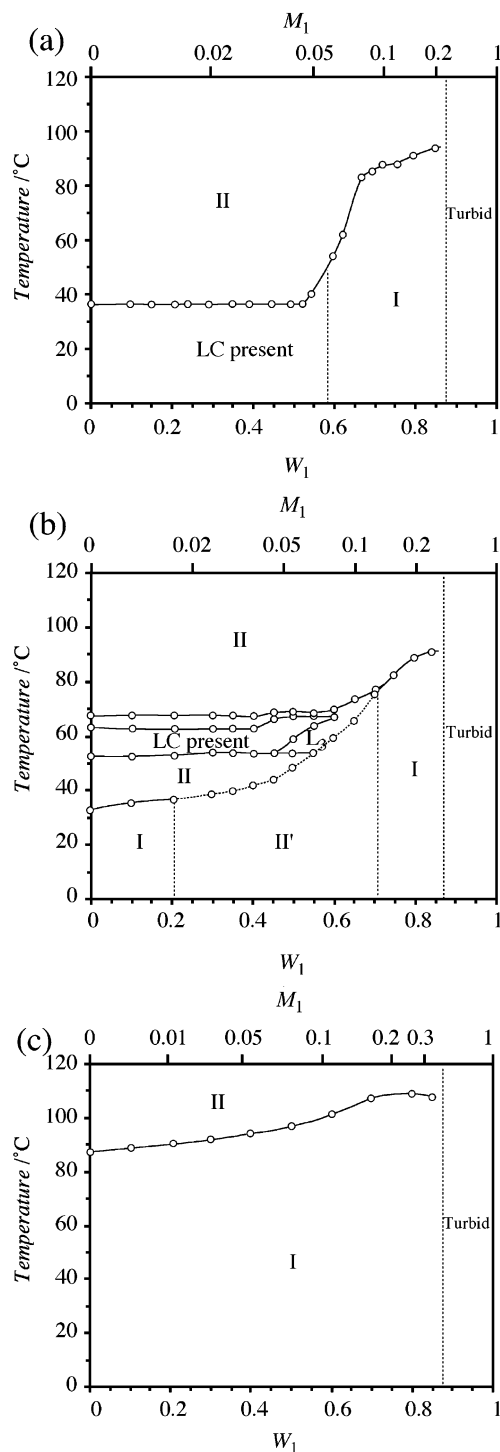 (a)
M1
0 0.02 0.05 0.1 0.2 1
120
100
80
60
40
20
0
Temperature /°C
II
Turbid
I
LC present
0 0.2 0.4 0.6 0.8 1
W1
(b)
M1
0 0.02 0.05 0.1 0.2 1
120
100
80
60
40
20
0
Temperature /°C
II
LC present
L3
Turbid
II
I
I
II'
0 0.2 0.4 0.6 0.8 1
W1
(c)
M1
0 0.01 0.05 0.1 0.2 0.3 1
120
100
80
60
40
20
0
Temperature /°C
II
Turbid
I
0 0.2 0.4 0.6 0.8 1
W1